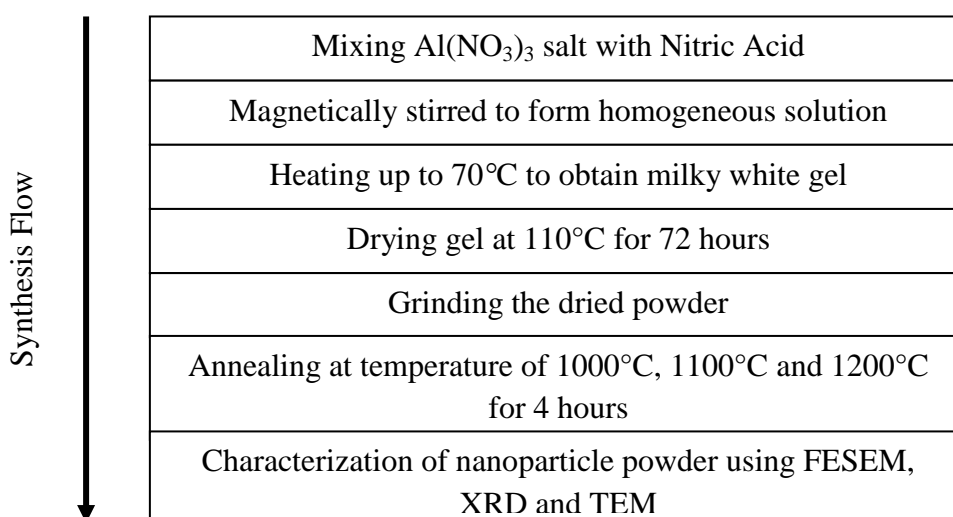 Synthesis Flow
Mixing Al(NO₃)₃ salt with Nitric Acid
Magnetically stirred to form homogeneous solution
Heating up to 70℃ to obtain milky white gel
Drying gel at 110°C for 72 hours
Grinding the dried powder
Annealing at temperature of 1000°C, 1100°C and 1200°C
for 4 hours
Characterization of nanoparticle powder using FESEM,
XRD and TEM